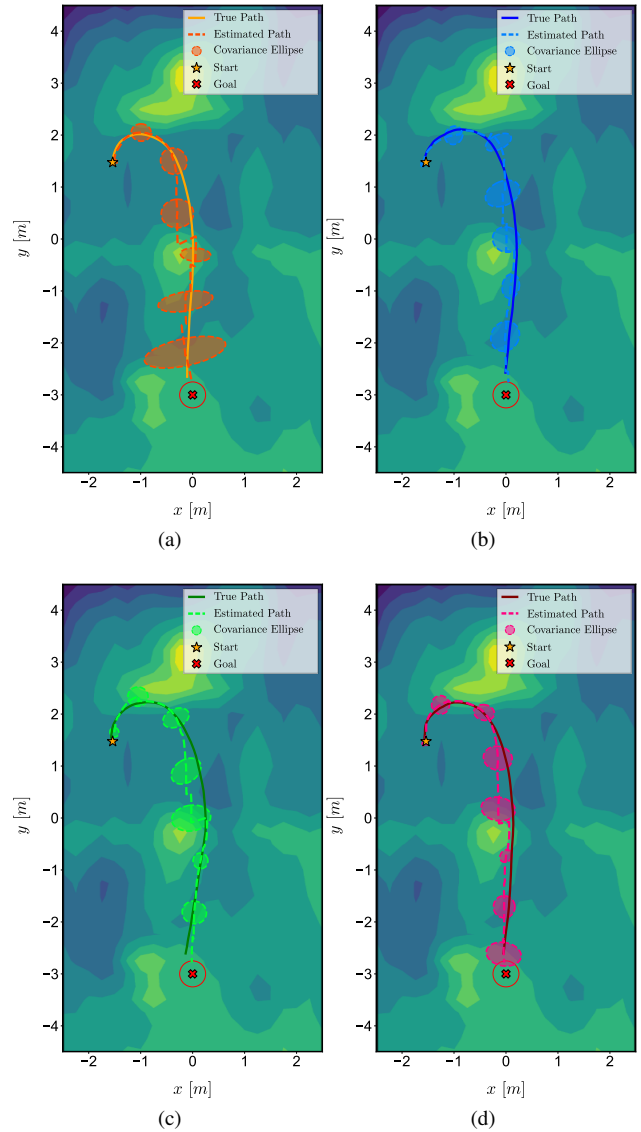 True Path
Estimated Path
Covariance Ellipse
Start
Goal
4
3
2
1
0
−1
−2
−3
−4
y [m]
−2 −1 0 1 2
x [m]
(a)
True Path
Estimated Path
Covariance Ellipse
Start
Goal
4
3
2
1
0
−1
−2
−3
−4
y [m]
−2 −1 0 1 2
x [m]
(b)
True Path
Estimated Path
Covariance Ellipse
Start
Goal
4
3
2
1
0
−1
−2
−3
−4
y [m]
−2 −1 0 1 2
x [m]
(c)
True Path
Estimated Path
Covariance Ellipse
Start
Goal
4
3
2
1
0
−1
−2
−3
−4
y [m]
−2 −1 0 1 2
x [m]
(d)